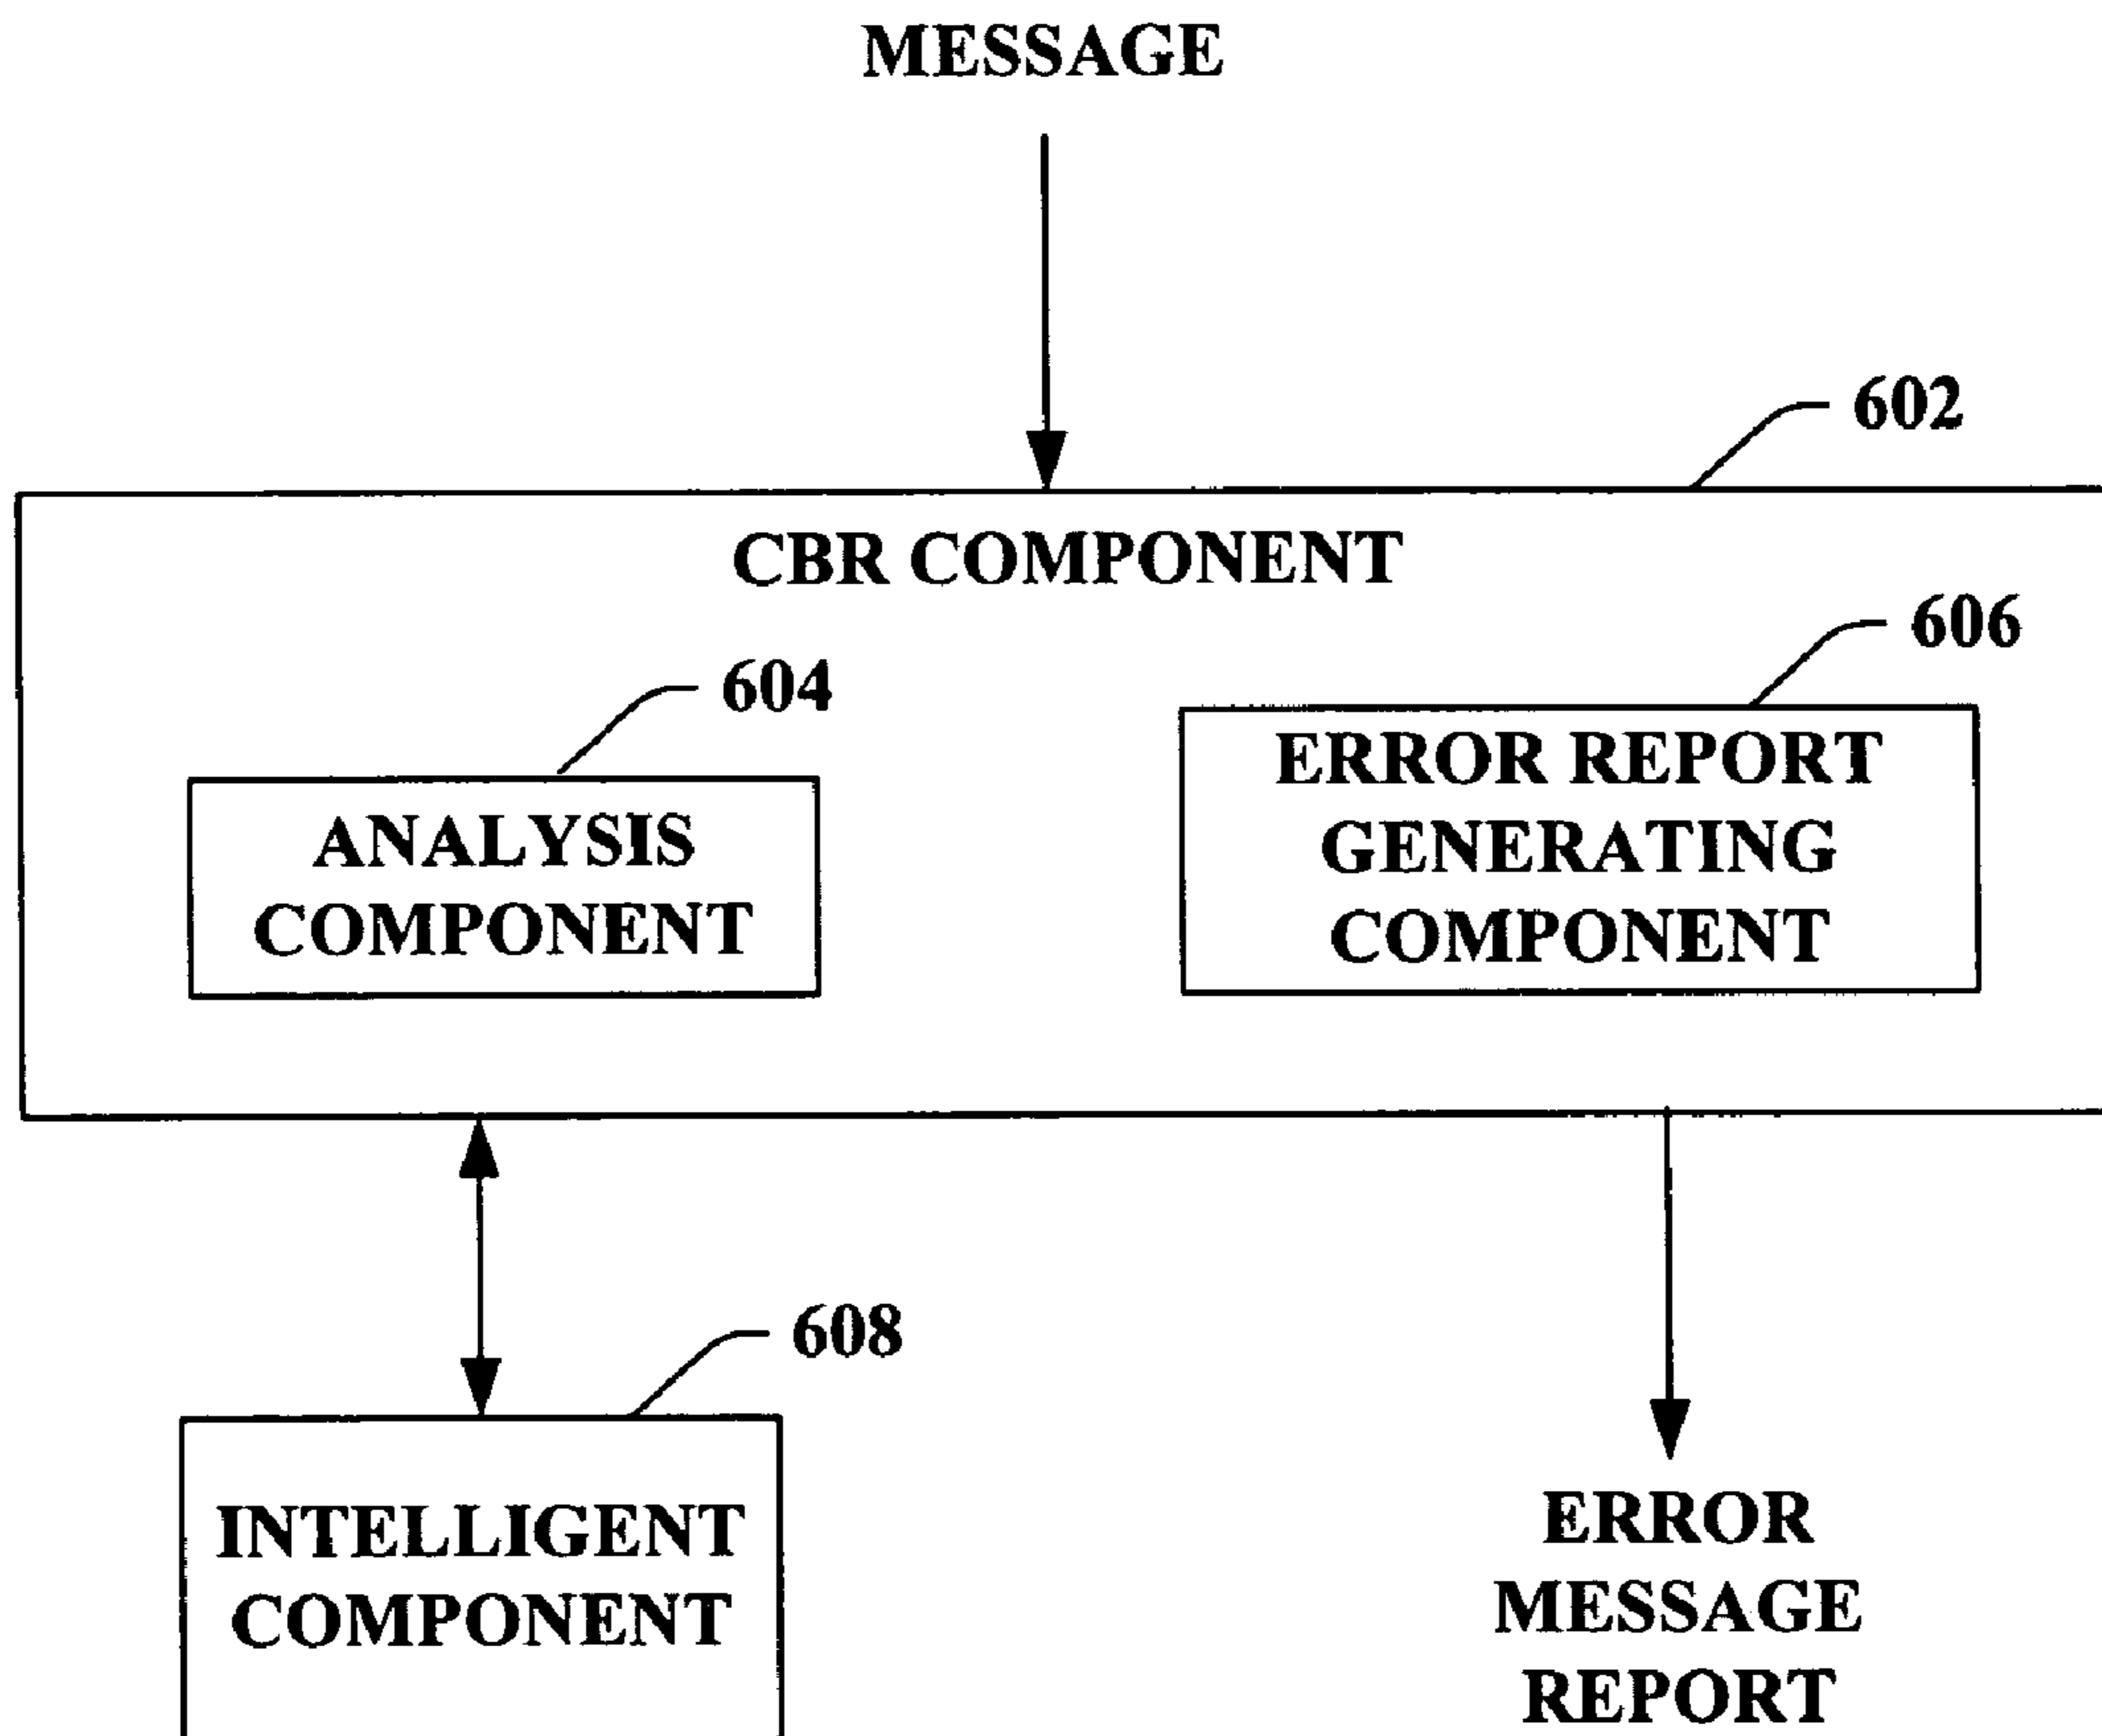 MESSAGE
602
CBR COMPONENT
606
604
ERROR REPORT
GENERATING
COMPONENT
ANALYSIS
COMPONENT
608
INTELLIGENT
COMPONENT
ERROR
MESSAGE
REPORT